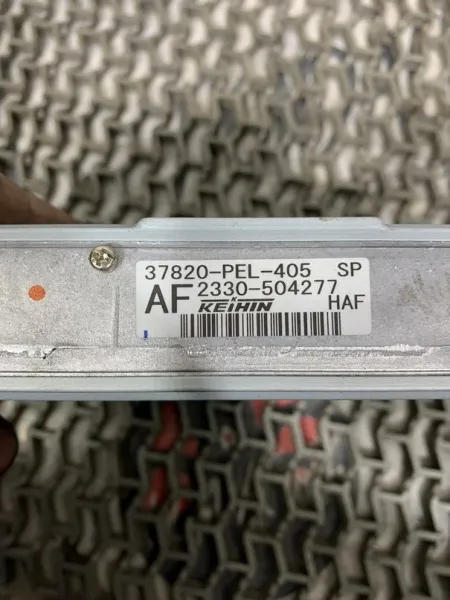 37820-PEL-405 SP
AF 2330-504277
KEIHIN HAF